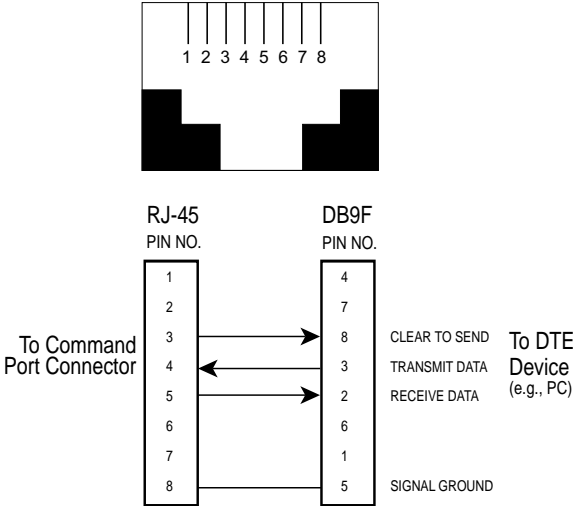 1 2 3 4 5 6 7 8
RJ-45 DB9F
PIN NO. PIN NO.
1 4
2 7
To Command
Port Connector
3 8 CLEAR TO SEND
4 3 TRANSMIT DATA
5 2 RECEIVE DATA
To DTE
Device
(e.g., PC)
6 6
7 1
8 5 SIGNAL GROUND